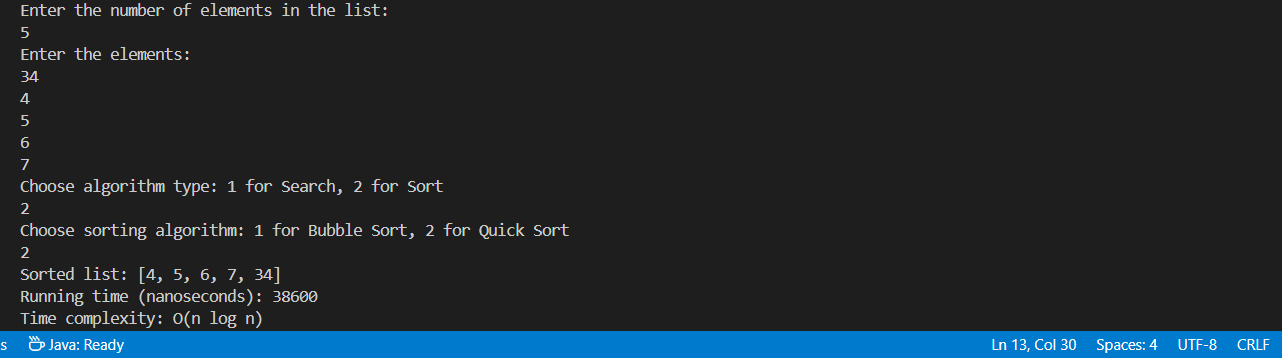 Enter the number of elements in the list:
5
Enter the elements:
34
4
5
6
7
Choose algorithm type: 1 for Search, 2 for Sort
2
Choose sorting algorithm: 1 for Bubble Sort, 2 for Quick Sort
2
Sorted list: [4, 5, 6, 7, 34]
Running time (nanoseconds): 38600
Time complexity: O(n log n)
s Java: Ready Ln 13, Col 30 Spaces: 4 UTF-8 CRLF